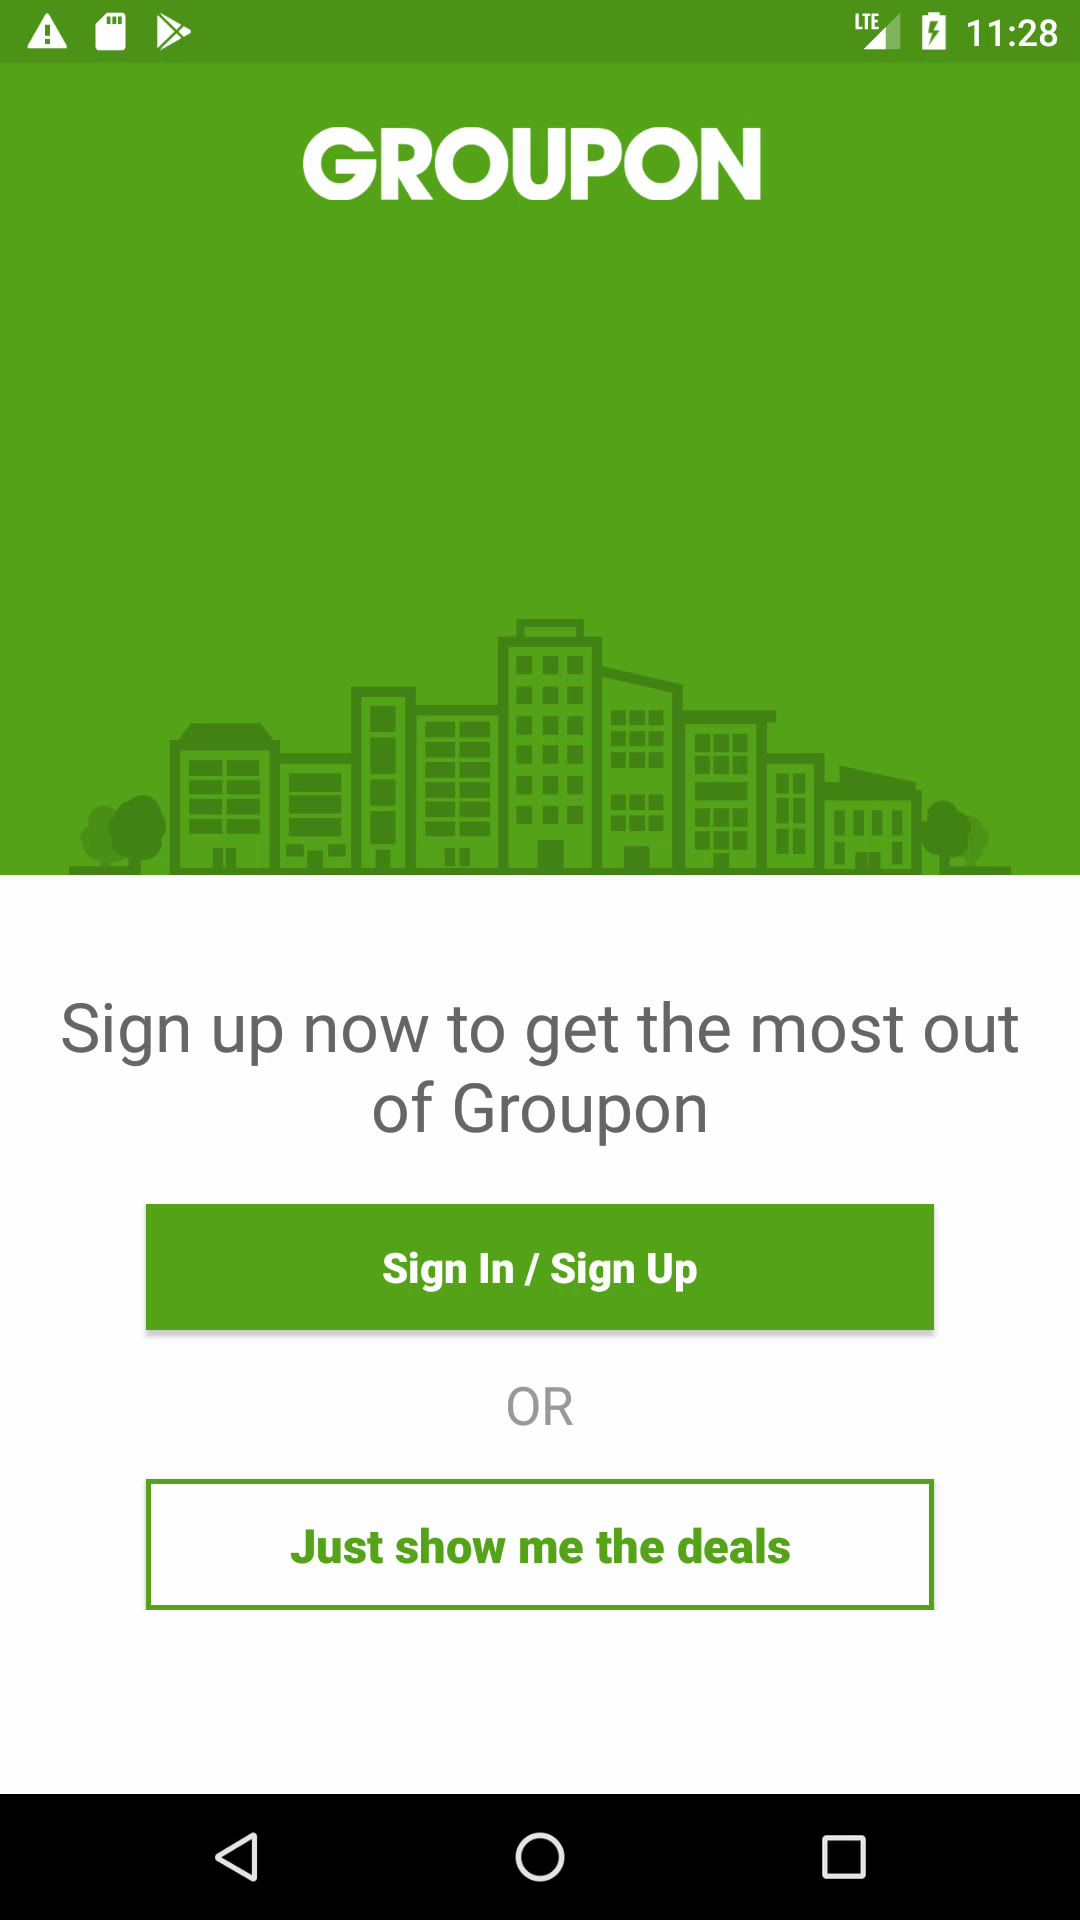 LTE 11:28
GROUPON
Sign up now to get the most out
of Groupon
Sign In / Sign Up
OR
Just show me the deals